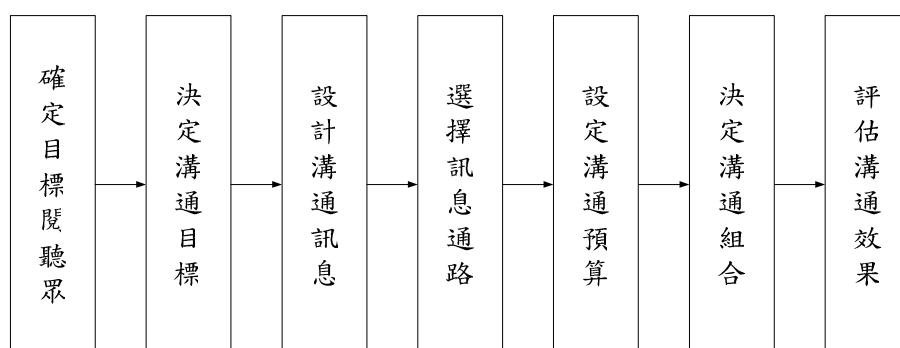 確定目標閱聽眾
決定溝通目標
設計溝通訊息
選擇訊息通路
設定溝通預算
決定溝通組合
評估溝通效果